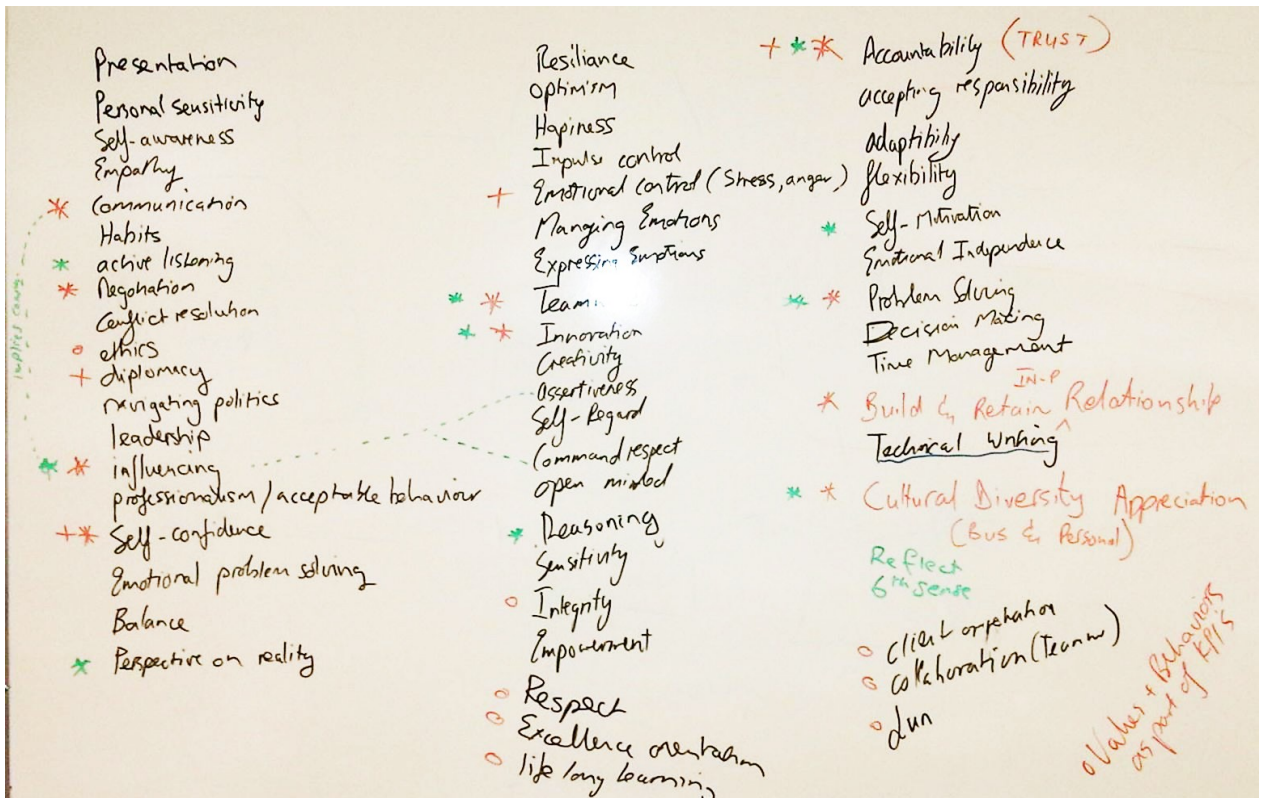 Presentation
Personal sensitivity
Self-awareness
Empathy
Communication
Habits
active listening
Negotiation
Conflict resolution
ethics
diplomacy
navigating politics
leadership
influencing
professionalism / acceptable behaviour
Self-confidence
Emotional problem solving
Balance
Perspective on reality
implies
Resiliance
Optimism
Hapiness
Impulse control
Emotional control (Stress, anger)
Manging Emotions
Expressing Emotions
Team
Innovation
Creativity
assertiveness
Self-Regard
Command respect
open minded
Reasoning
Sensitivity
Integrity
Empowerment
Respect
Excellence orientation
life long learning
Accountability (TRUST)
accepting responsibility
adaptibility
flexibility
Self-Motivation
Emotional Independence
Problem Solving
Decision Making
Time Management
IN-P
Build & Retain Relationship
Technical Writing
Cultural Diversity Appreciation
(Bus & Personal)
Reflect
6th sense
client
collaboration
o Values + Behaviors
as part of KPI's